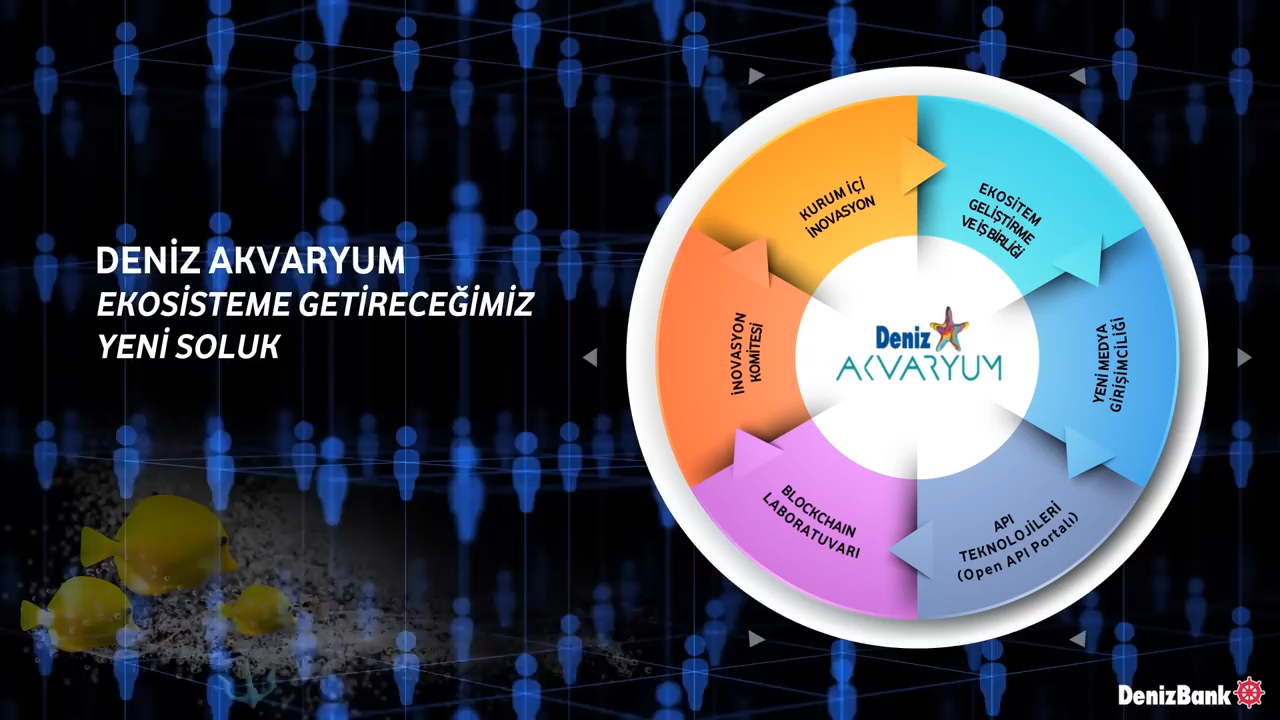 DENİZ AKVARYUM
EKOSİSTEME GETİRECEĞİMİZ
YENİ SOLUK
KURUM İÇİ
İNOVASYON
EKOSİTEM
GELİŞTİRME
VE İŞ BİRLİĞİ
YENİ MEDYA
GİRİŞİMCİLİĞİ
API
TEKNOLOJİLERİ
(Open API Portalı)
BLOCKCHAIN
LABORATUVARI
İNOVASYON
KOMİTESİ
Deniz
AKVARYUM
DenizBank